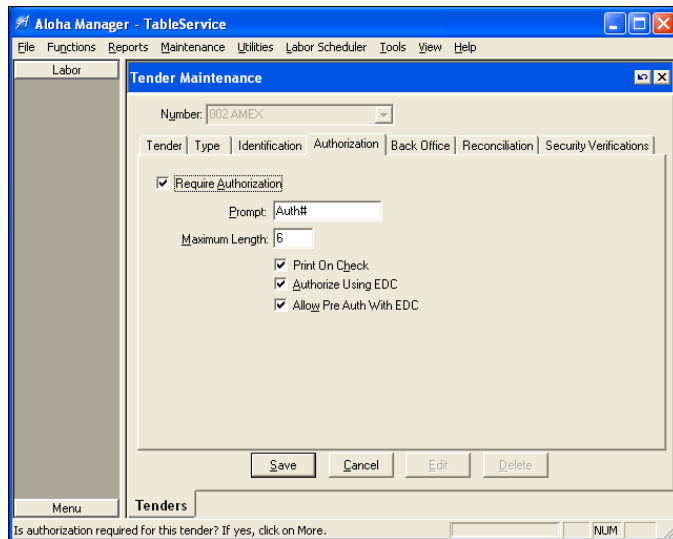 Aloha Manager - TableService
File Functions Reports Maintenance Utilities Labor Scheduler Tools View Help
Labor
Tender Maintenance
Number: 002 AMEX
Tender Type Identification Authorization Back Office Reconciliation Security Verifications
Require Authorization
Prompt: Auth#
Maximum Length: 6
Print On Check
Authorize Using EDC
Allow Pre Auth With EDC
Save Cancel Edit Delete
Menu
Tenders
Is authorization required for this tender? If yes, click on More.
NUM